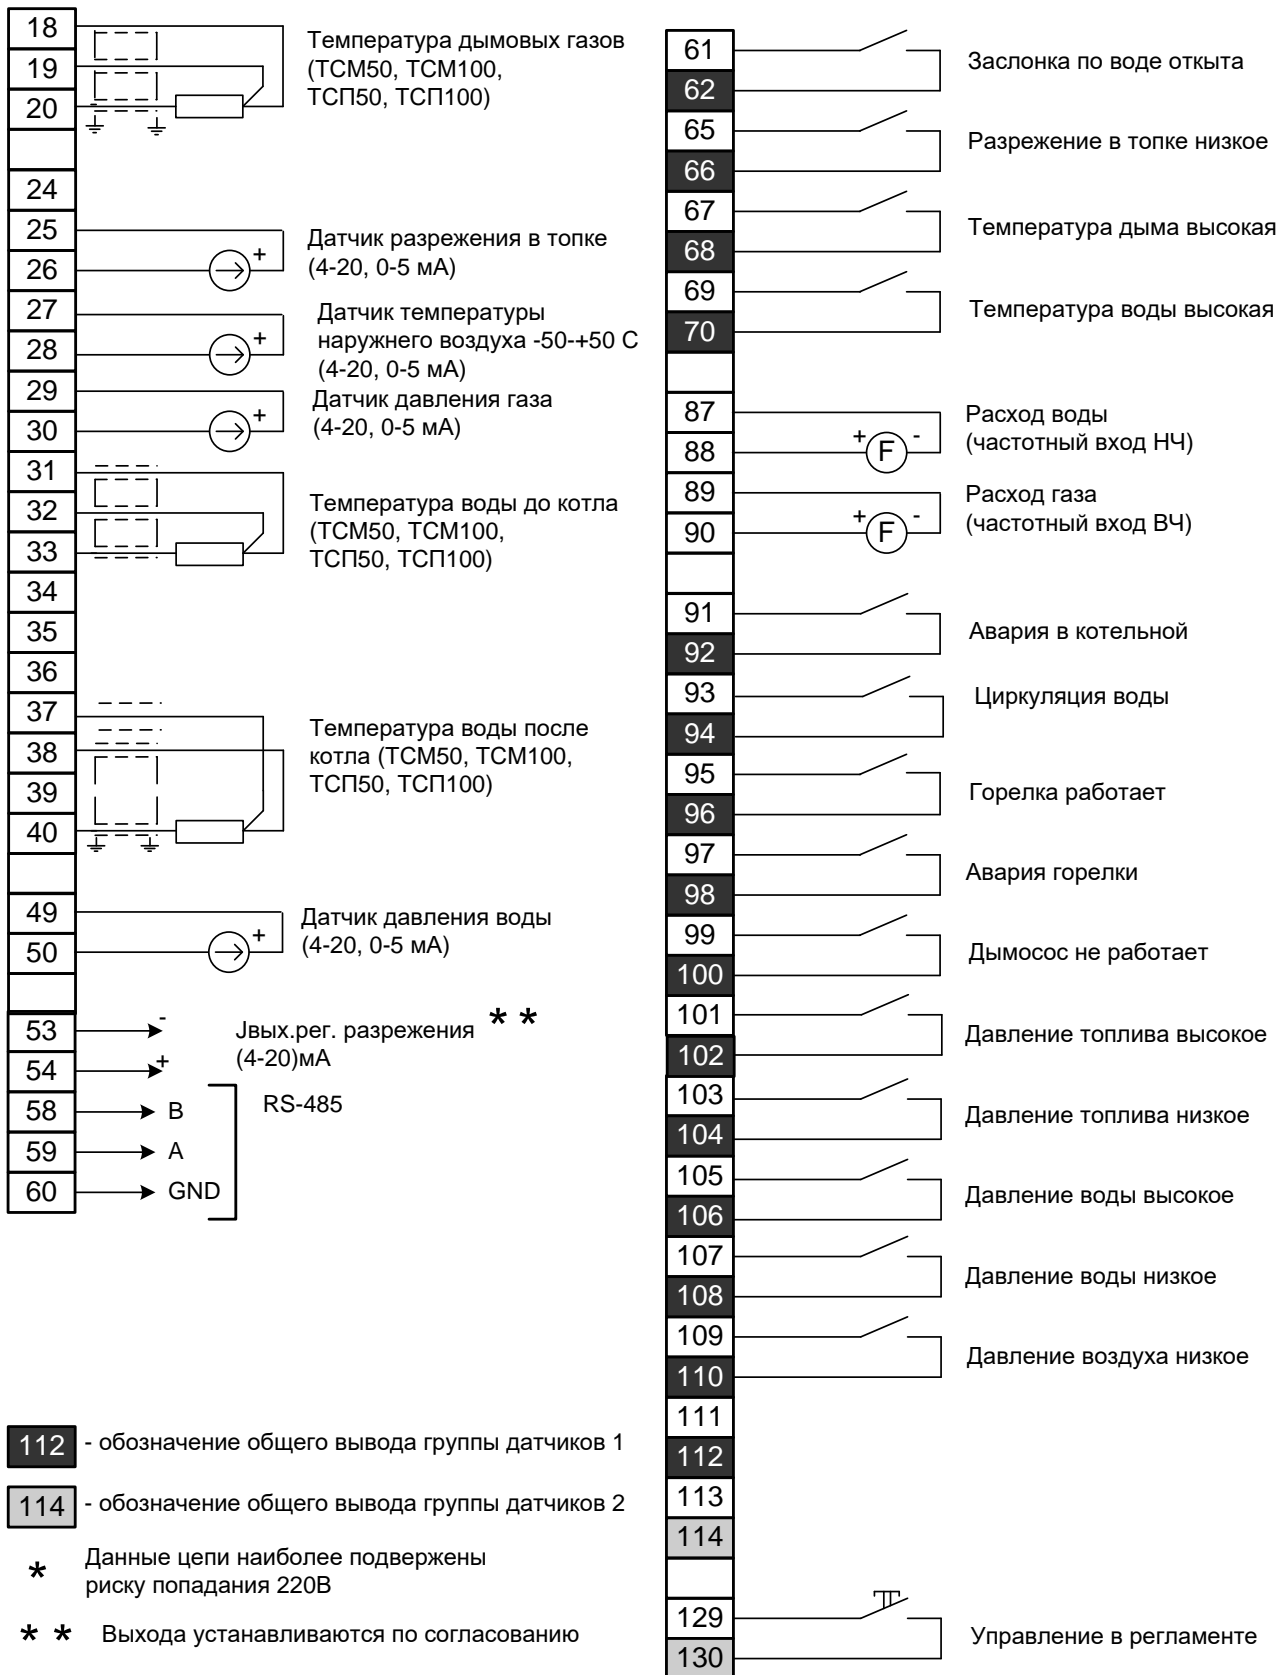 18
19
20
Температура дымовых газов
(ТСМ50, ТСМ100,
ТСП50, ТСП100)
24
25
26
+
Датчик разрежения в топке
(4-20, 0-5 мА)
27
28
+
Датчик температуры
наружнего воздуха -50-+50 С
(4-20, 0-5 мА)
29
30
+
Датчик давления газа
(4-20, 0-5 мА)
31
32
33
Температура воды до котла
(ТСМ50, ТСМ100,
ТСП50, ТСП100)
34
35
36
37
38
39
40
Температура воды после
котла (ТСМ50, ТСМ100,
ТСП50, ТСП100)
49
50
+
Датчик давления воды
(4-20, 0-5 мА)
53
-
54
+
Jвых.рег. разрежения * *
(4-20)мА
58
B
59
A
60
GND
RS-485
112 - обозначение общего вывода группы датчиков 1
114 - обозначение общего вывода группы датчиков 2
* Данные цепи наиболее подвержены
риску попадания 220В
* * Выхода устанавливаются по согласованию
61
62
Заслонка по воде откыта
65
66
Разрежение в топке низкое
67
68
Температура дыма высокая
69
70
Температура воды высокая
87
88
+ F -
Расход воды
(частотный вход НЧ)
89
90
+ F -
Расход газа
(частотный вход ВЧ)
91
92
Авария в котельной
93
94
Циркуляция воды
95
96
Горелка работает
97
98
Авария горелки
99
100
Дымосос не работает
101
102
Давление топлива высокое
103
104
Давление топлива низкое
105
106
Давление воды высокое
107
108
Давление воды низкое
109
110
Давление воздуха низкое
111
112
113
114
129
130
Управление в регламенте